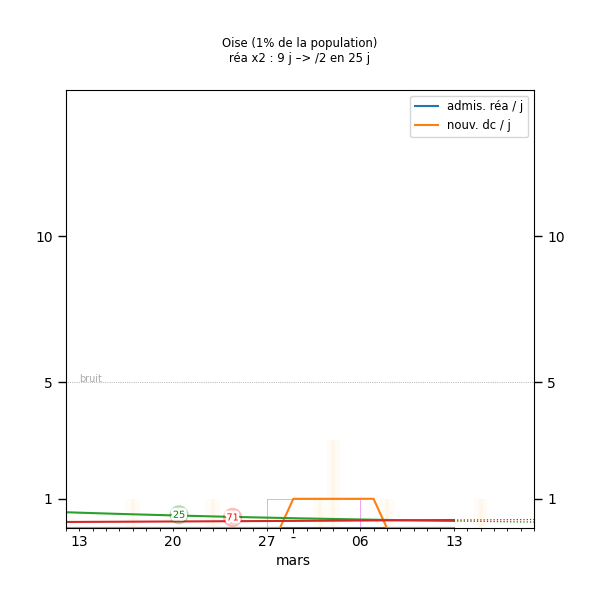 Oise (1% de la population)
réa x2 : 9 j –> /2 en 25 j
admis. réa / j
nouv. dc / j
10
10
bruit
5
5
25
71
1
1
13
20
27
-
06
13
mars